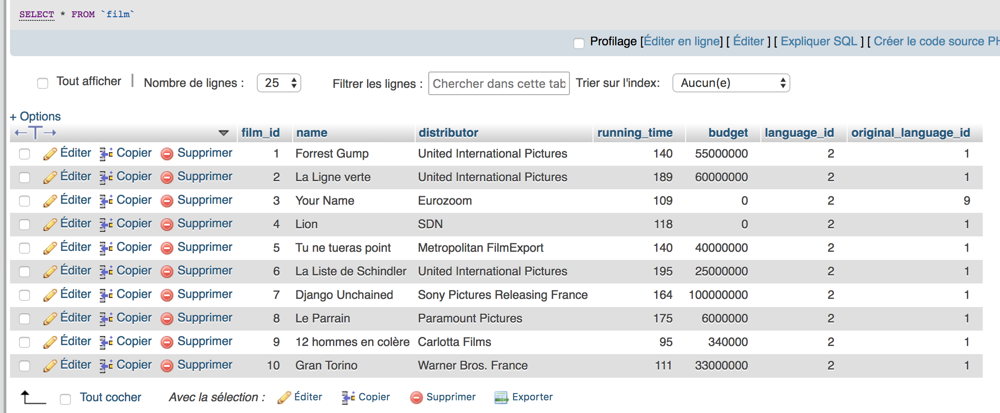 SELECT * FROM `film`
Profilage [Éditer en ligne] [ Éditer ] [ Expliquer SQL ] [ Créer le code source PH
Tout afficher | Nombre de lignes : 25 Filtrer les lignes : Chercher dans cette tab Trier sur l'index: Aucun(e)
+ Options
←T→ film_id name distributor running_time budget language_id original_language_id
Éditer Copier Supprimer 1 Forrest Gump United International Pictures 140 55000000 2 1
Éditer Copier Supprimer 2 La Ligne verte United International Pictures 189 60000000 2 1
Éditer Copier Supprimer 3 Your Name Eurozoom 109 0 2 9
Éditer Copier Supprimer 4 Lion SDN 118 0 2 1
Éditer Copier Supprimer 5 Tu ne tueras point Metropolitan FilmExport 140 40000000 2 1
Éditer Copier Supprimer 6 La Liste de Schindler United International Pictures 195 25000000 2 1
Éditer Copier Supprimer 7 Django Unchained Sony Pictures Releasing France 164 100000000 2 1
Éditer Copier Supprimer 8 Le Parrain Paramount Pictures 175 6000000 2 1
Éditer Copier Supprimer 9 12 hommes en colère Carlotta Films 95 340000 2 1
Éditer Copier Supprimer 10 Gran Torino Warner Bros. France 111 33000000 2 1
Tout cocher Avec la sélection : Éditer Copier Supprimer Exporter